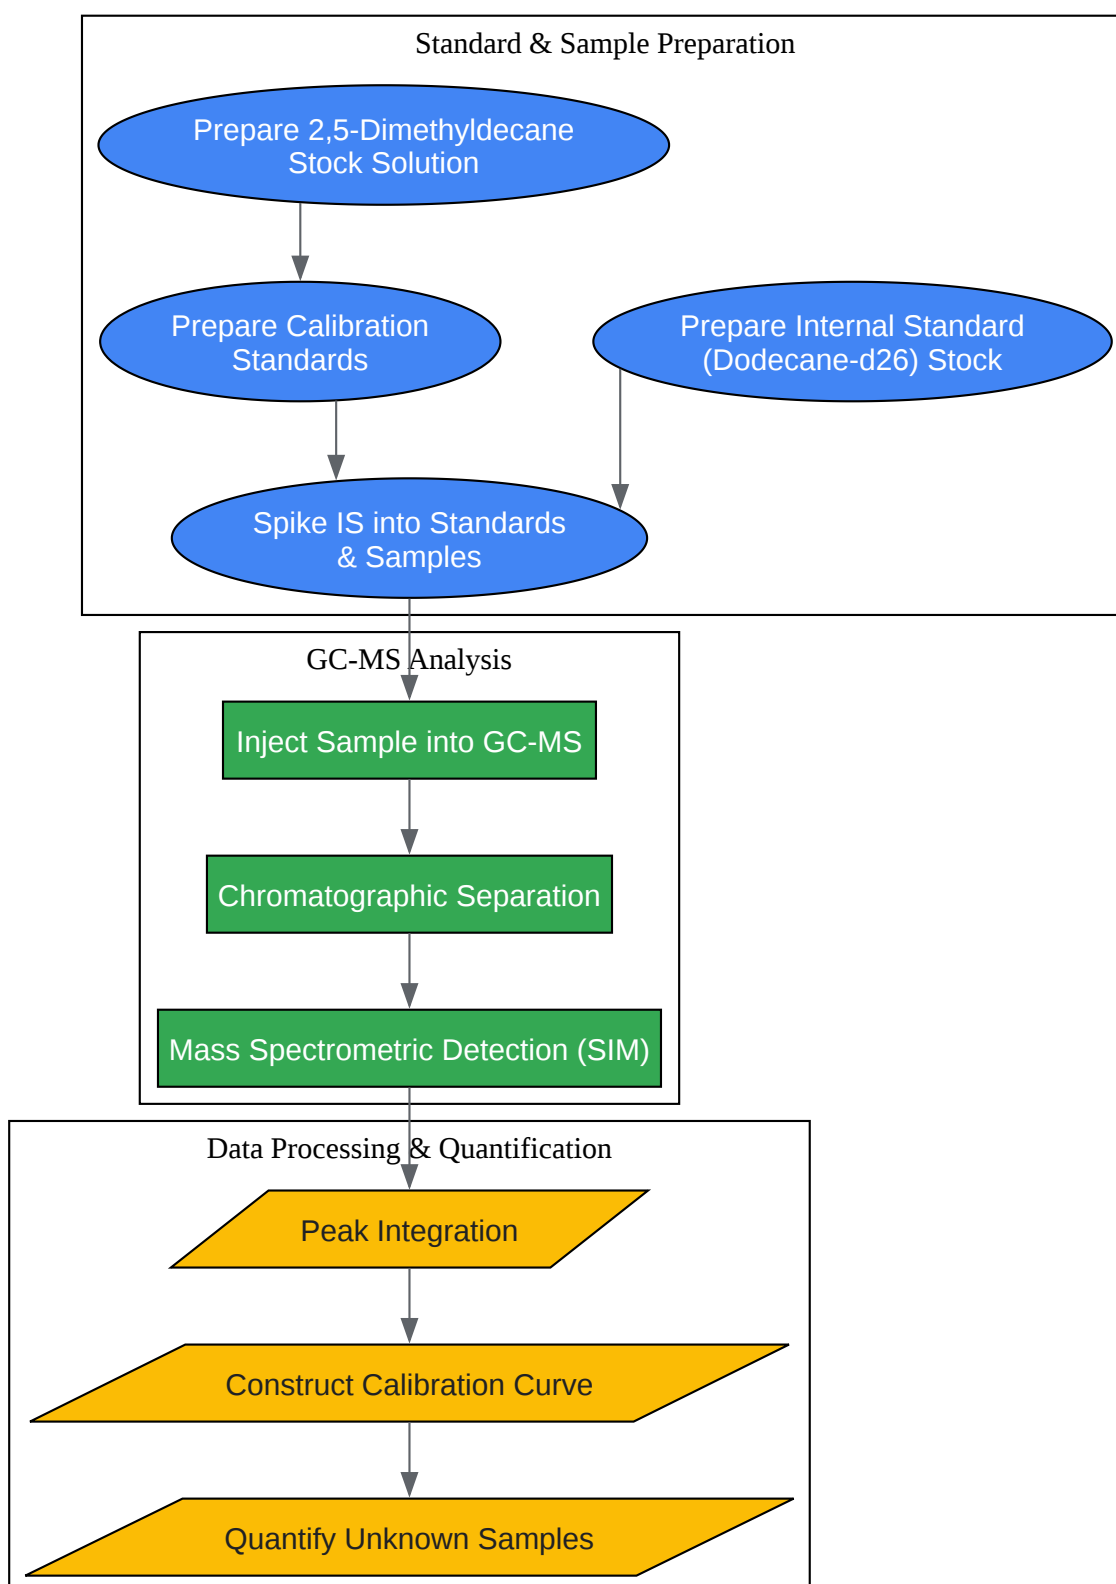 Standard & Sample Preparation
Prepare 2,5-Dimethyldecane
Stock Solution
Prepare Calibration
Standards
Prepare Internal Standard
(Dodecane-d26) Stock
Spike IS into Standards
& Samples
GC-MS Analysis
Inject Sample into GC-MS
Chromatographic Separation
Mass Spectrometric Detection (SIM)
Data Processing & Quantification
Peak Integration
Construct Calibration Curve
Quantify Unknown Samples